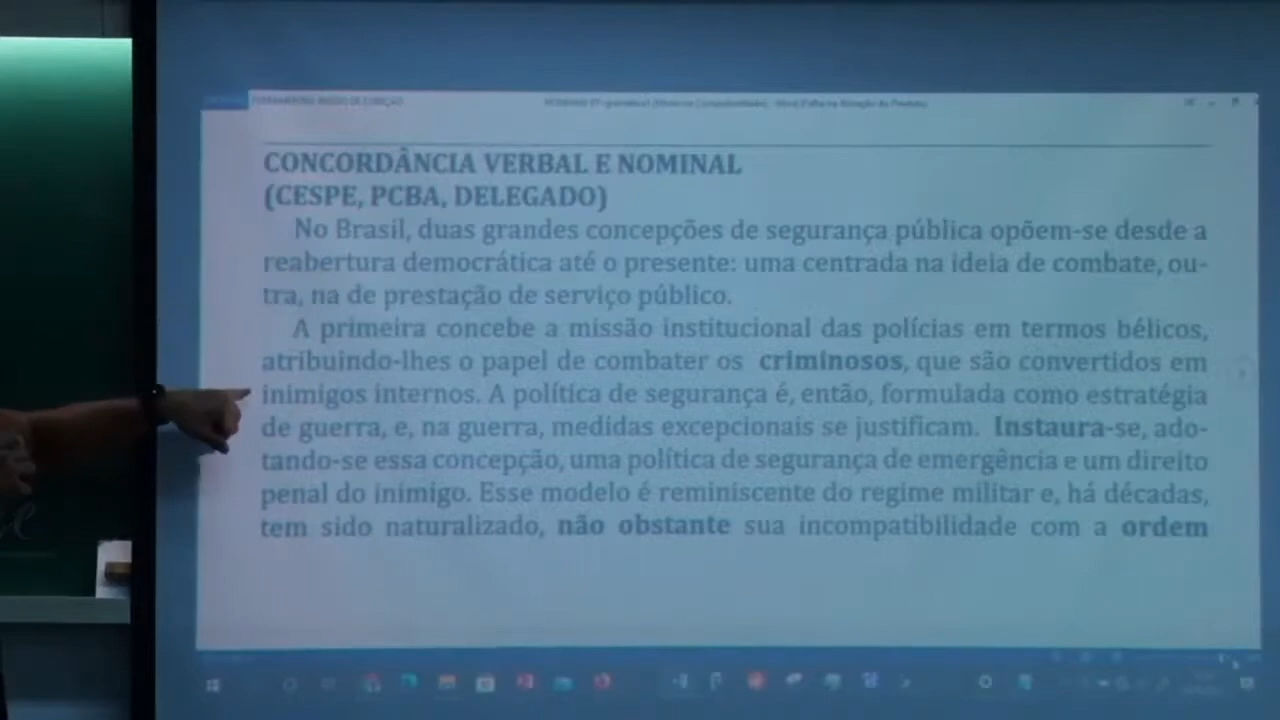 CONCORDÂNCIA VERBAL E NOMINAL
(CESPE, PCBA, DELEGADO)
No Brasil, duas grandes concepções de segurança pública opõem-se desde a
reabertura democrática até o presente: uma centrada na ideia de combate, ou-
tra, na de prestação de serviço público.
A primeira concebe a missão institucional das polícias em termos bélicos,
atribuindo-lhes o papel de combater os criminosos, que são convertidos em
inimigos internos. A política de segurança é, então, formulada como estratégia
de guerra, e, na guerra, medidas excepcionais se justificam. Instaura-se, ado-
tando-se essa concepção, uma política de segurança de emergência e um direito
penal do inimigo. Esse modelo é reminiscente do regime militar e, há décadas,
tem sido naturalizado, não obstante sua incompatibilidade com a ordem